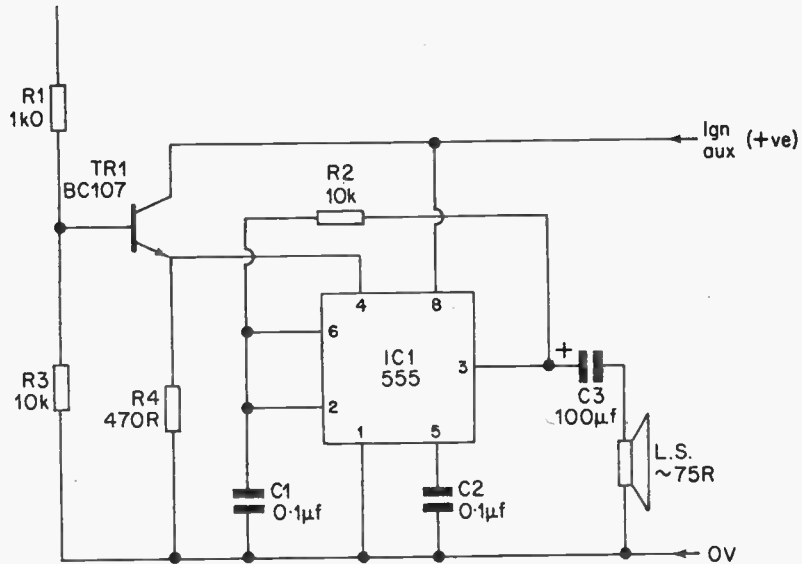 R1
1k0
TR1
BC107
R2
10k
Ign
aux (+ve)
4
8
6
2
IC1
555
3
1
5
+
C3
100µf
R3
10k
R4
470R
C1
0·1µf
C2
0·1µf
L.S.
~75R
0V